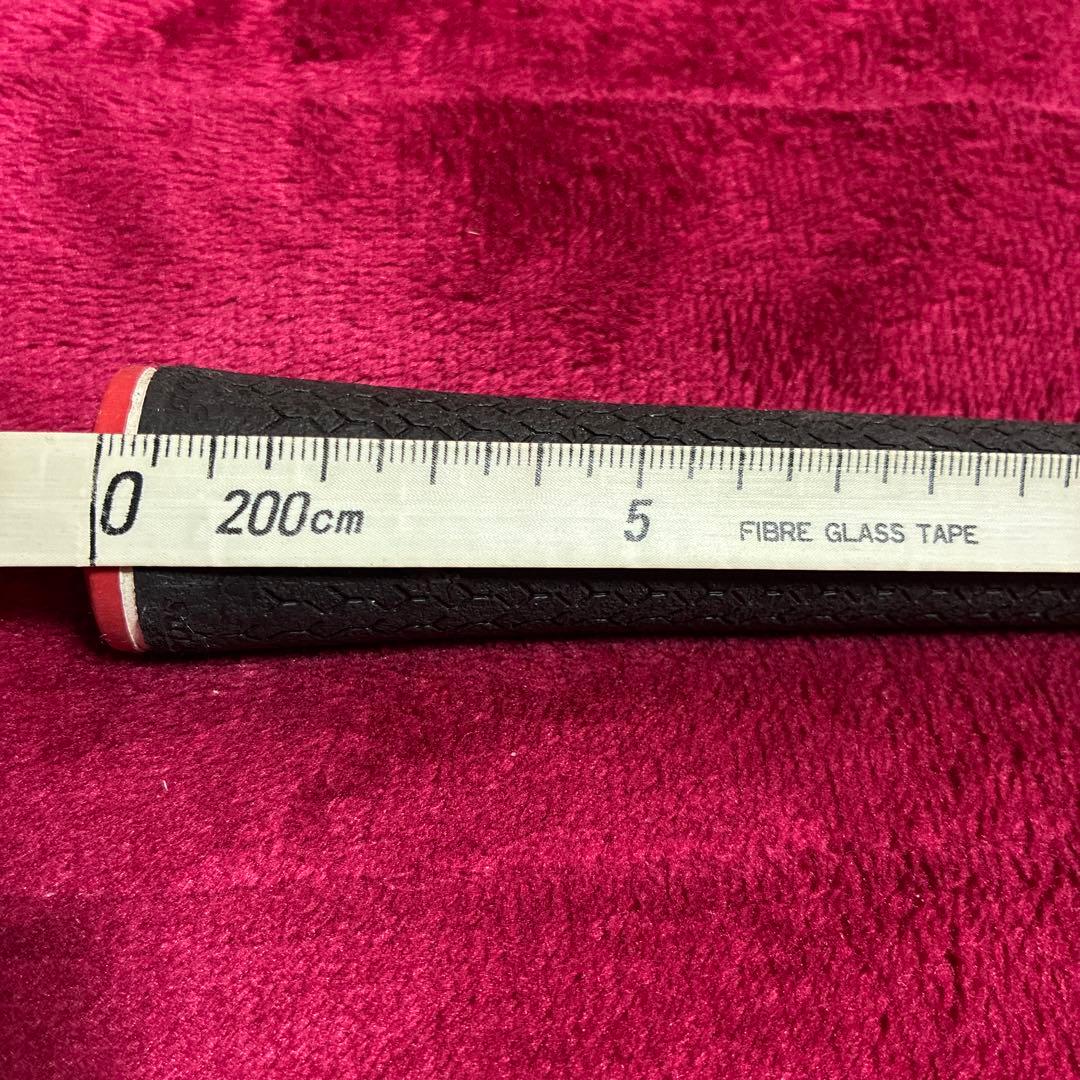 0 200cm 5 FIBRE GLASS TAPE